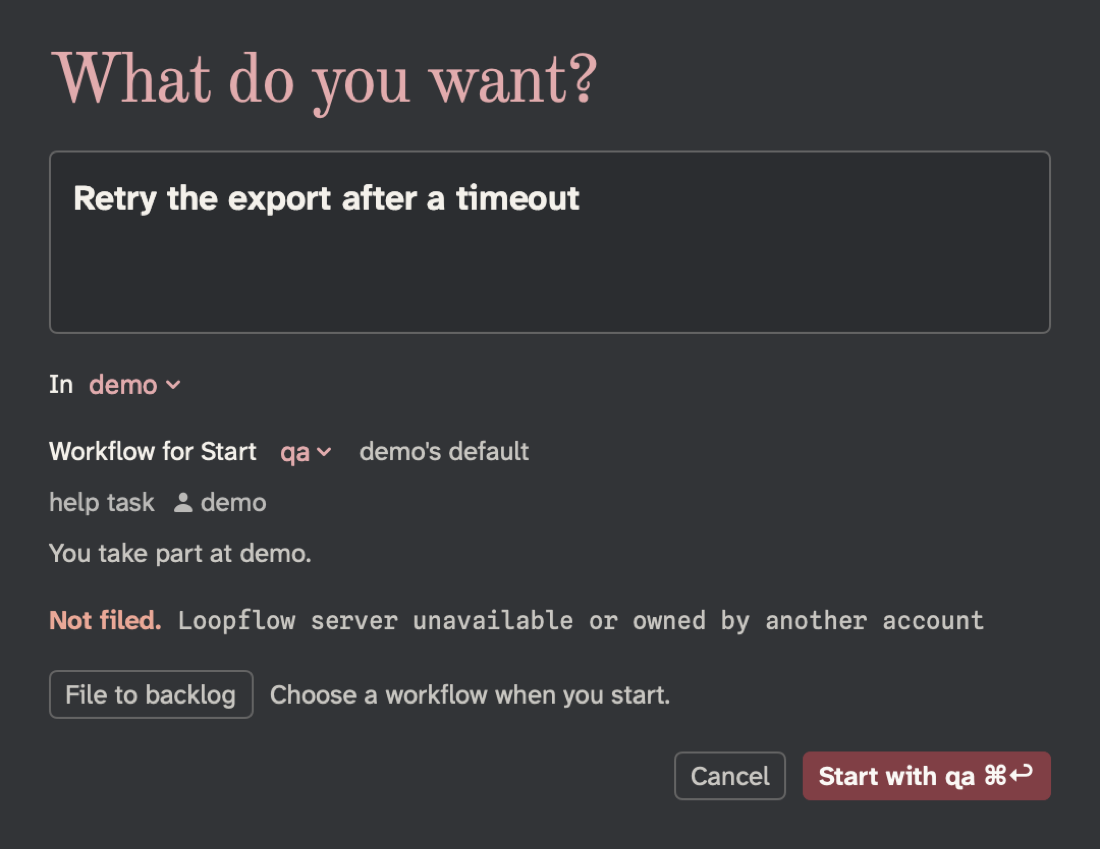 What do you want?
Retry the export after a timeout
In demo
Workflow for Start qa demo's default
help task demo
You take part at demo.
Not filed. Loopflow server unavailable or owned by another account
File to backlog Choose a workflow when you start.
Cancel Start with qa ⌘↩